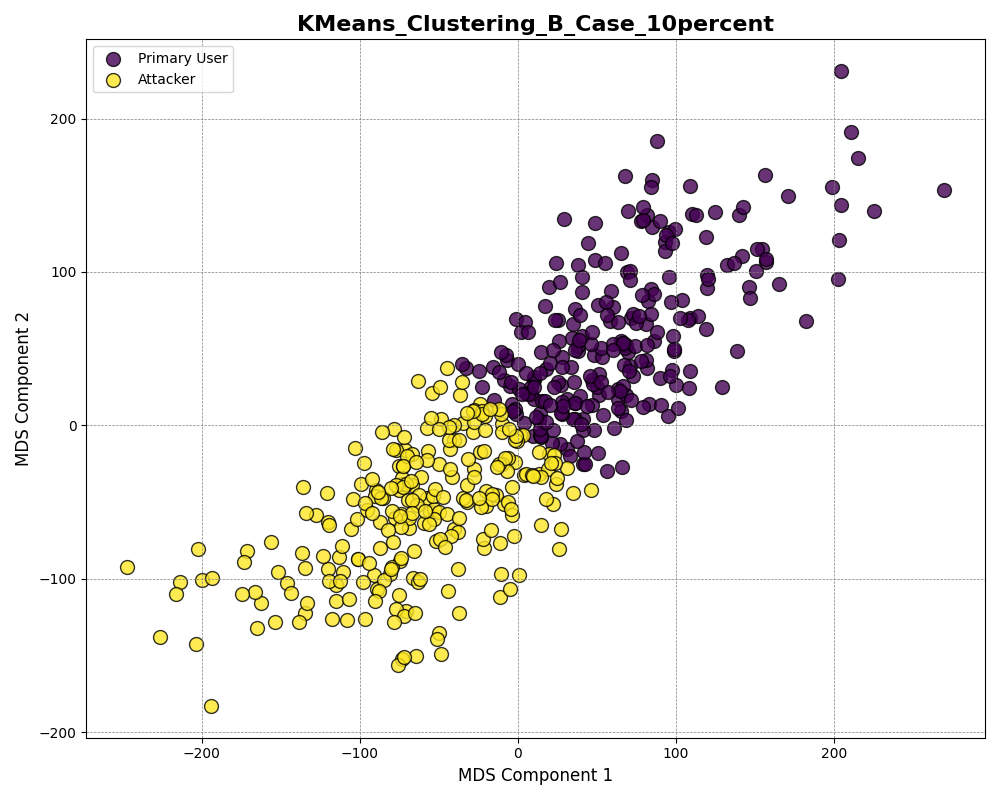 KMeans_Clustering_B_Case_10percent
Primary User
Attacker
200
100
0
−100
−200
MDS Component 2
−200 −100 0 100 200
MDS Component 1